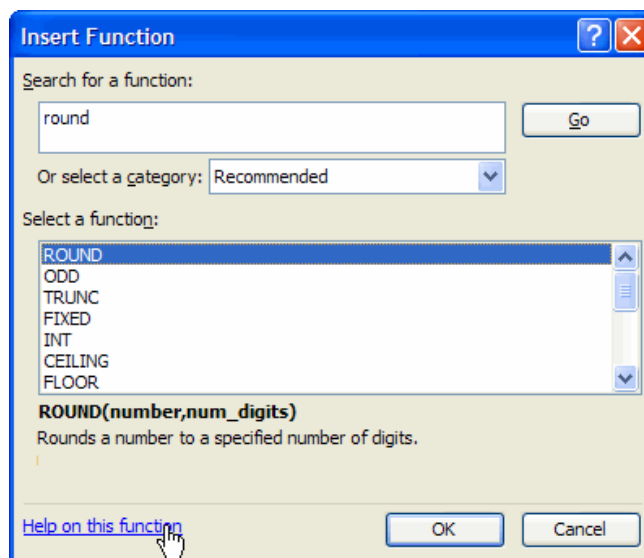 Insert Function
Search for a function:
round
Go
Or select a category: Recommended
Select a function:
ROUND
ODD
TRUNC
FIXED
INT
CEILING
FLOOR
ROUND(number,num_digits)
Rounds a number to a specified number of digits.
Help on this function
OK
Cancel